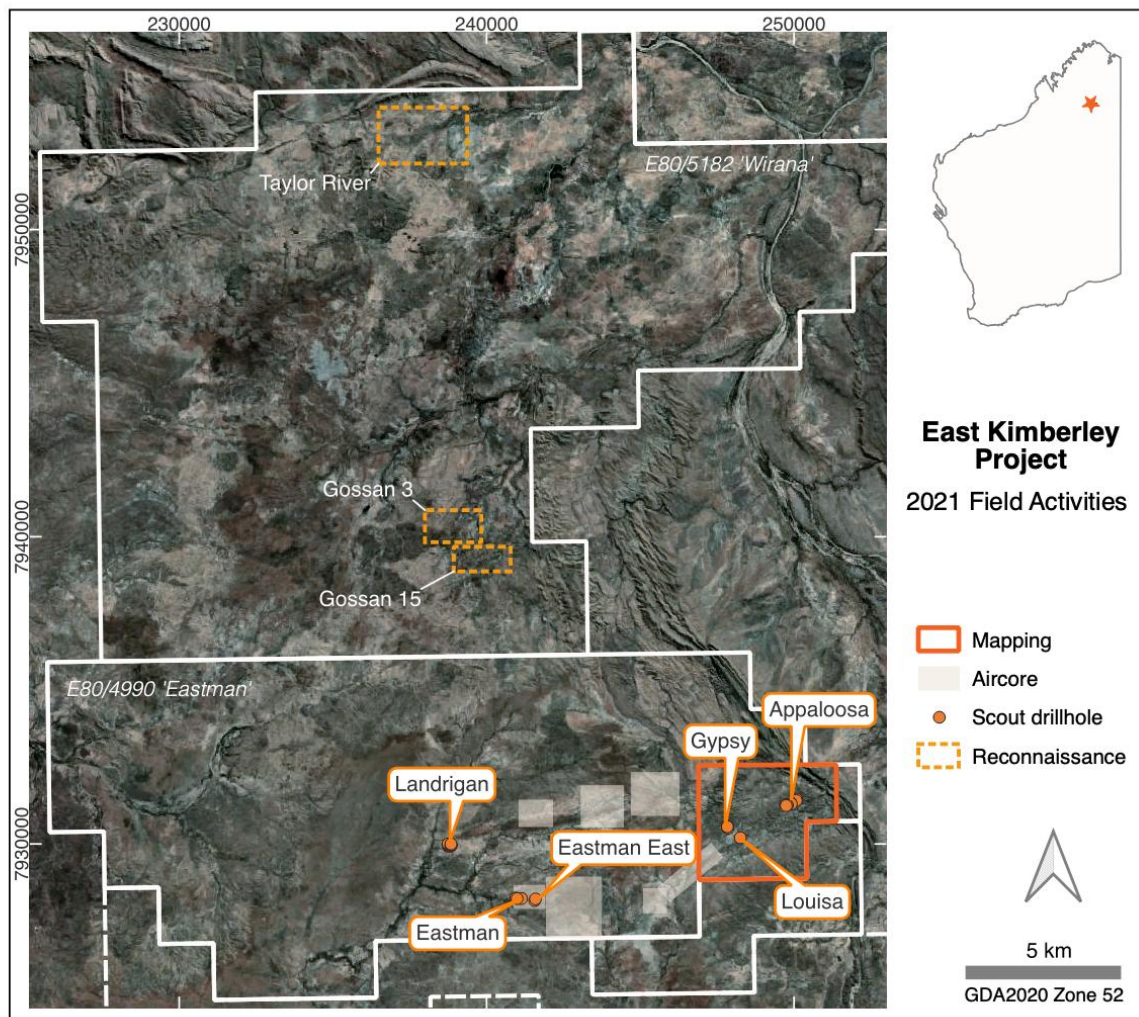 230000
240000
250000
7950000
7940000
7930000
E80/5182 'Wirana'
Taylor River
Gossan 3
Gossan 15
E80/4990 'Eastman'
Appaloosa
Gypsy
Landrigan
Eastman East
Eastman
Louisa
East Kimberley
Project
2021 Field Activities
Mapping
Aircore
Scout drillhole
Reconnaissance
5 km
GDA2020 Zone 52